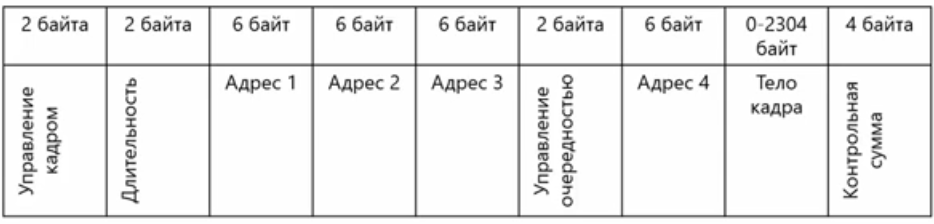 2 байта 2 байта 6 байт 6 байт 6 байт 2 байта 6 байт 0-2304 байт 4 байта
Управление кадром
Длительность
Адрес 1
Адрес 2
Адрес 3
Управление очередностью
Адрес 4
Тело кадра
Контрольная сумма